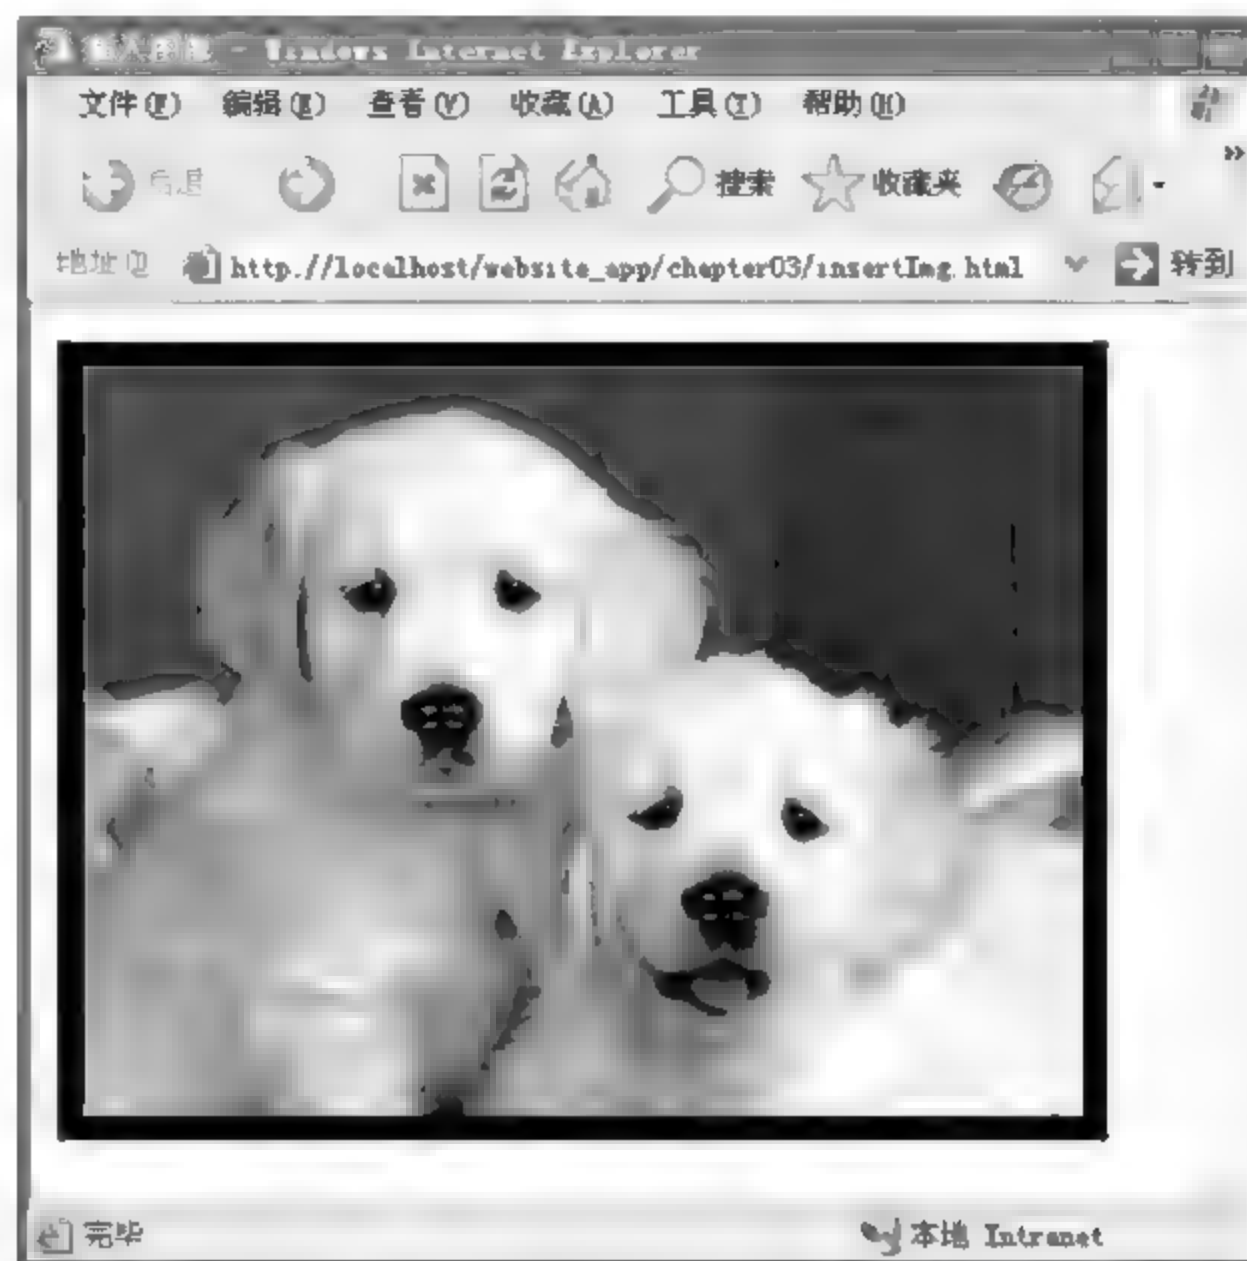 - Windows Internet Explorer
文件(F) 编辑(E) 查看(V) 收藏(A) 工具(T) 帮助(H)
后退 搜索 收藏夹 »
地址(D) http://localhost/website_app/chapter03/insertImg.html 转到
完毕 本地 Intranet